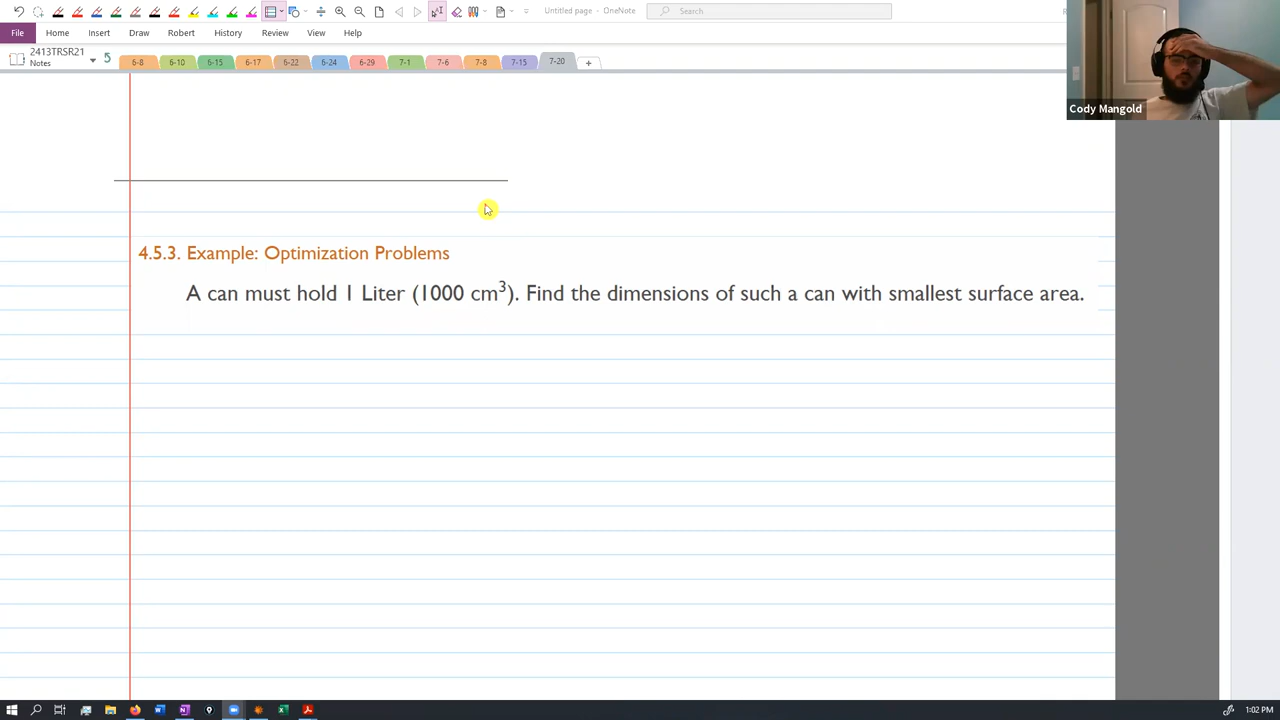 Untitled page - OneNote
Search
File Home Insert Draw Robert History Review View Help
2413TRSR21
Notes
6-8 6-10 6-15 6-17 6-22 6-24 6-29 7-1 7-6 7-8 7-15 7-20
Cody Mangold
4.5.3. Example: Optimization Problems
A can must hold 1 Liter (1000 cm³). Find the dimensions of such a can with smallest surface area.
1:02 PM